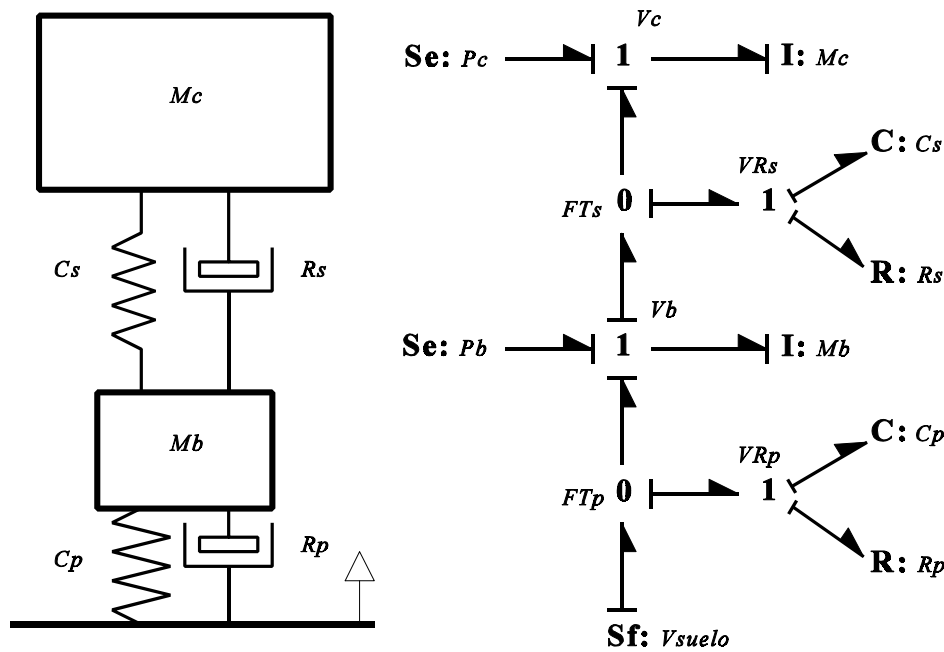 Mc
Cs
Rs
Mb
Cp
Rp
Vc
Se: Pc 1 I: Mc
C: Cs
VRs
FTs 0 1
R: Rs
Vb
Se: Pb 1 I: Mb
C: Cp
VRp
FTp 0 1
R: Rp
Sf: Vsuelo